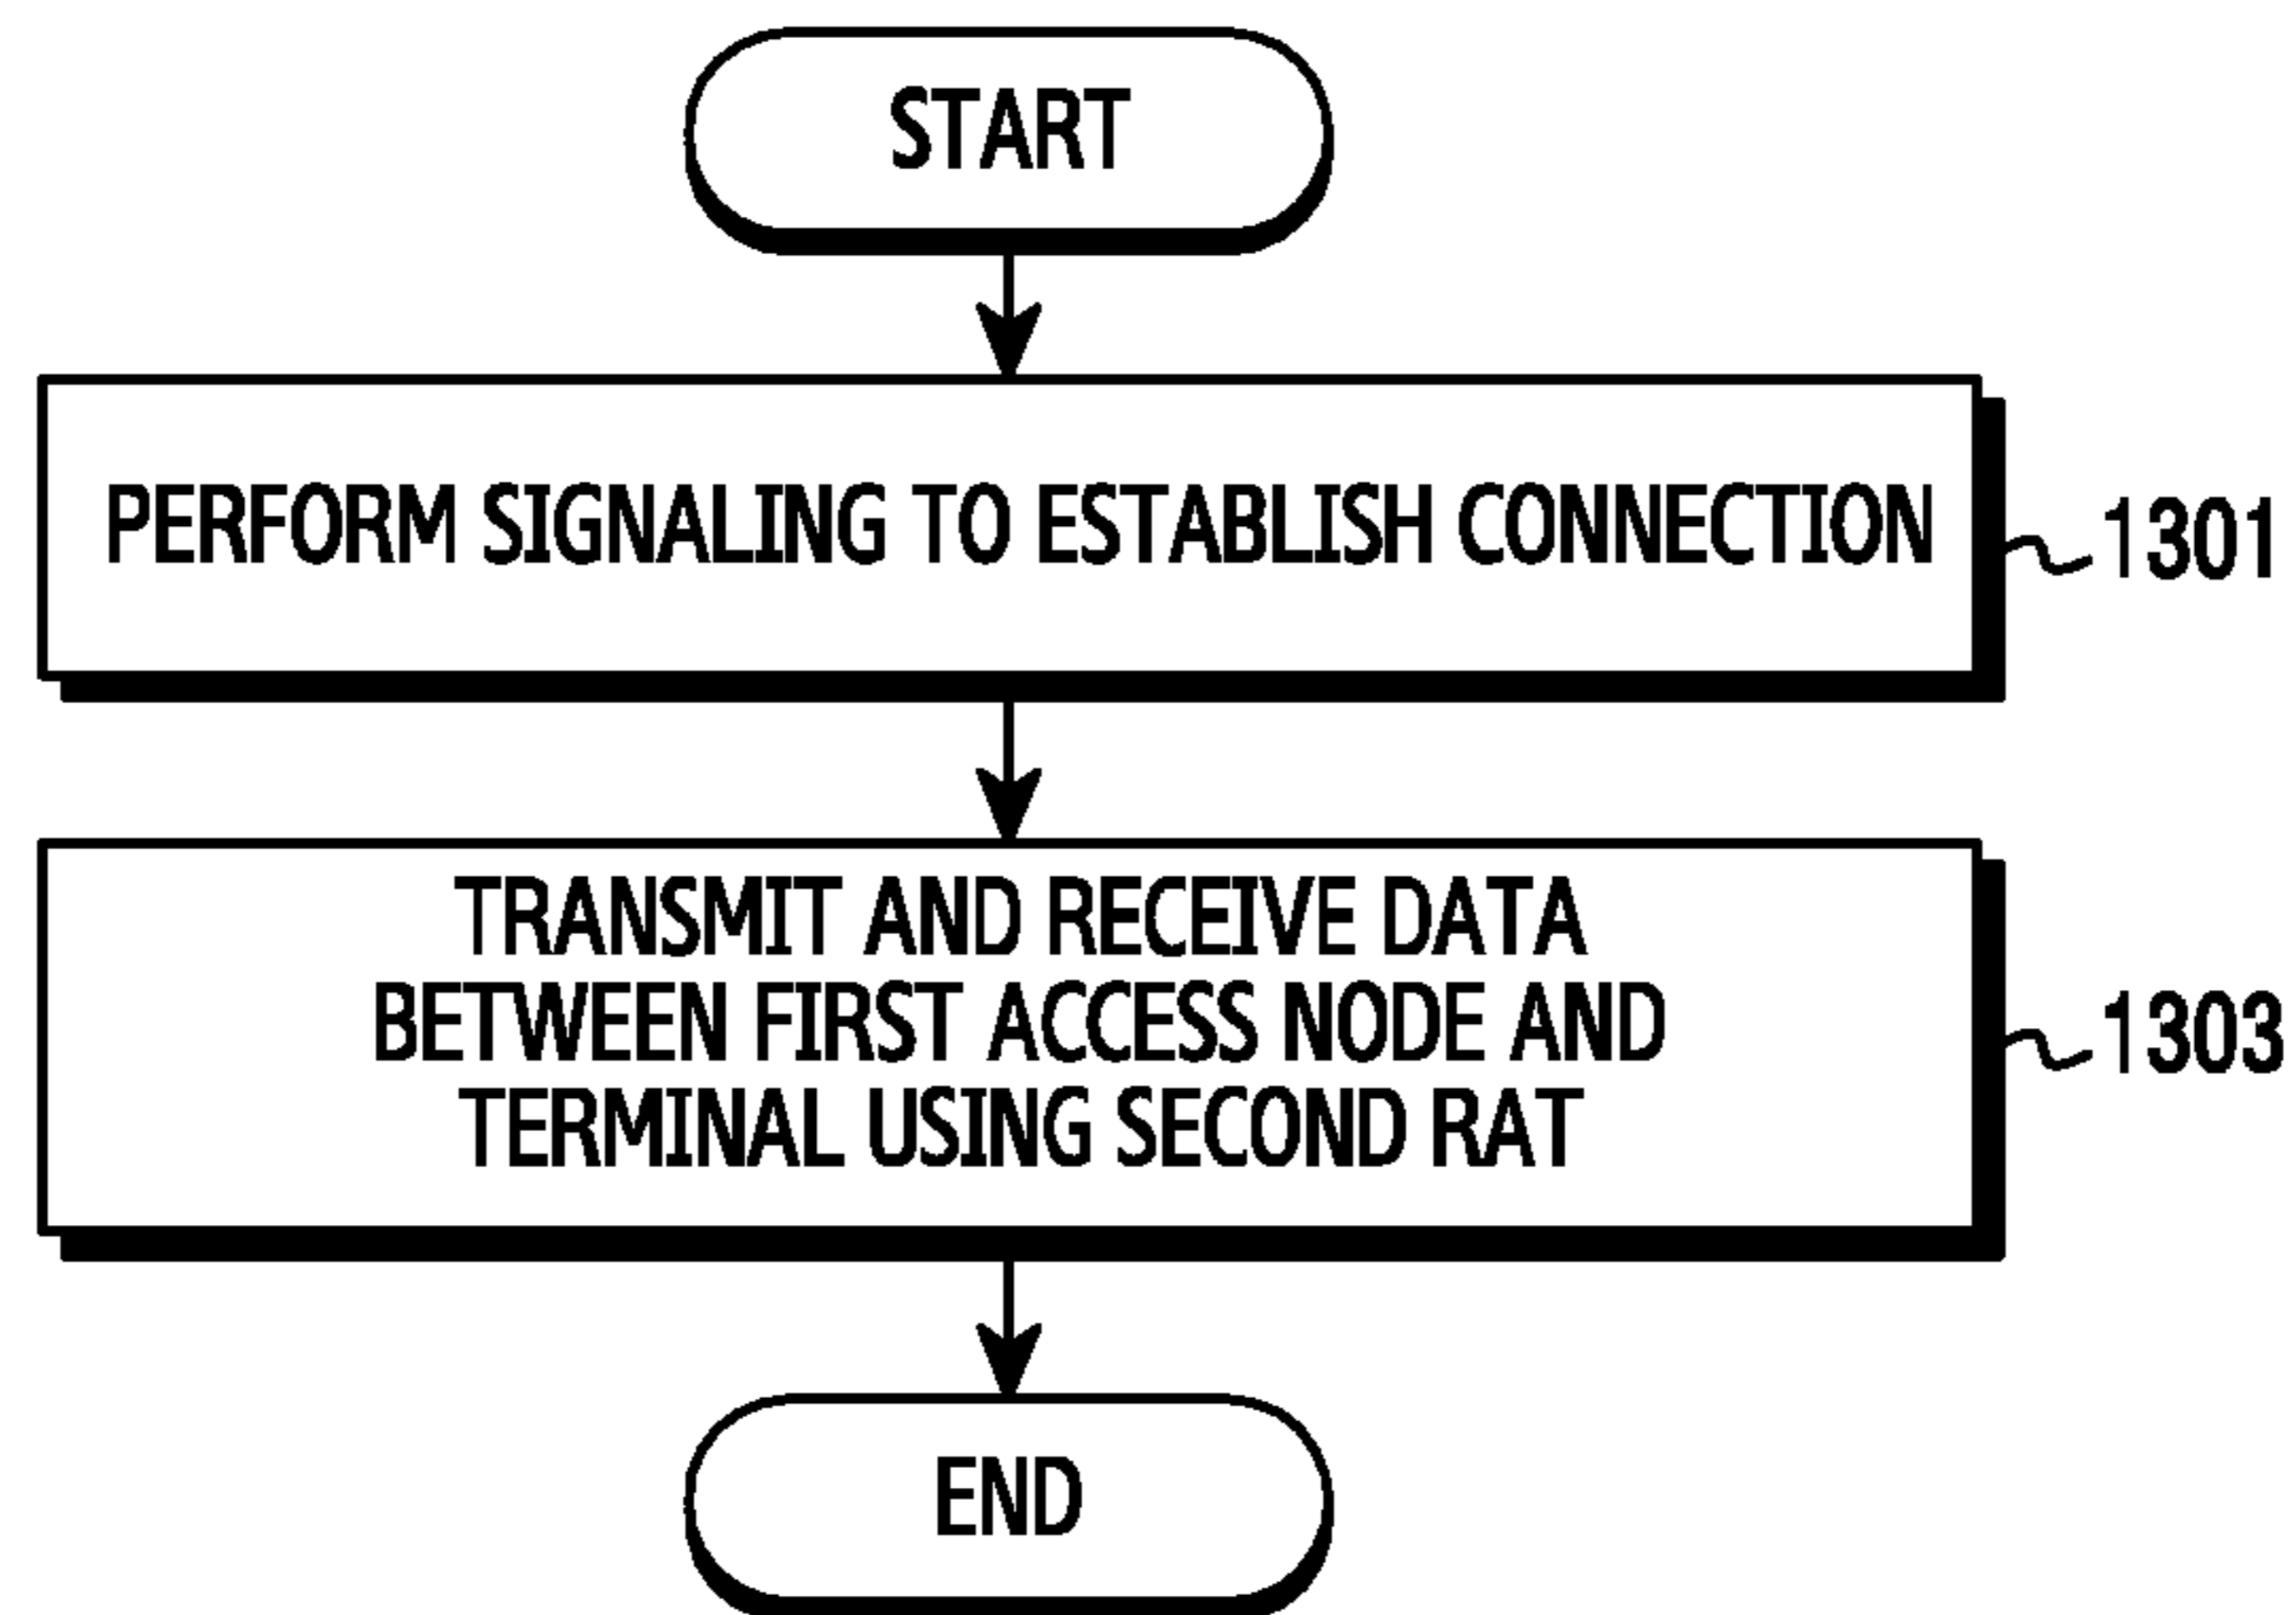 START
PERFORM SIGNALING TO ESTABLISH CONNECTION
1301
TRANSMIT AND RECEIVE DATA
BETWEEN FIRST ACCESS NODE AND
TERMINAL USING SECOND RAT
1303
END